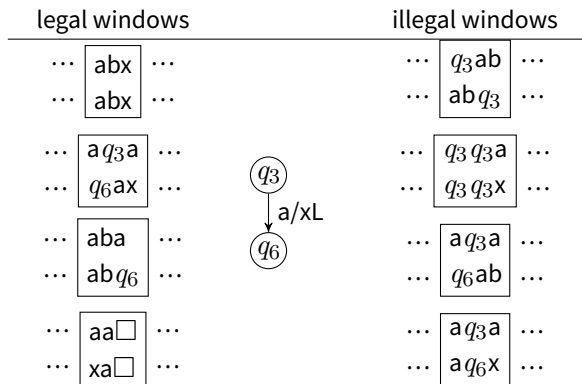 legal windows illegal windows
⋯ abx ⋯
⋯ abx ⋯
⋯ aq₃a ⋯
⋯ q₆ax ⋯
⋯ aba ⋯
⋯ abq₆ ⋯
⋯ aa□ ⋯
⋯ xa□ ⋯
q₃
a/xL
q₆
⋯ q₃ab ⋯
⋯ abq₃ ⋯
⋯ q₃q₃a ⋯
⋯ q₃q₃x ⋯
⋯ aq₃a ⋯
⋯ q₆ab ⋯
⋯ aq₃a ⋯
⋯ aq₆x ⋯